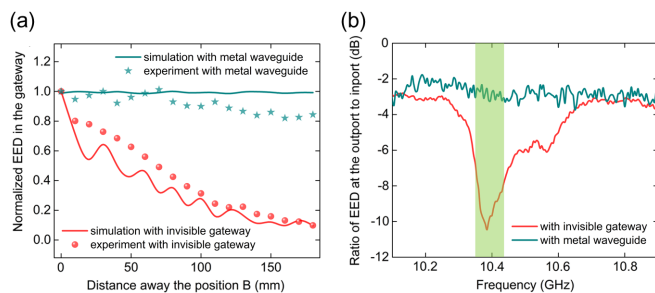 (a)
Normalized EED in the gateway
1.2
1.0
0.8
0.6
0.4
0.2
0.0
simulation with metal waveguide
experiment with metal waveguide
simulation with invisible gateway
experiment with invisible gateway
0 50 100 150
Distance away the position B (mm)
(b)
Ratio of EED at the outport to inport (dB)
0
-2
-4
-6
-8
-10
-12
with invisible gateway
with metal waveguide
10.2 10.4 10.6 10.8
Frequency (GHz)